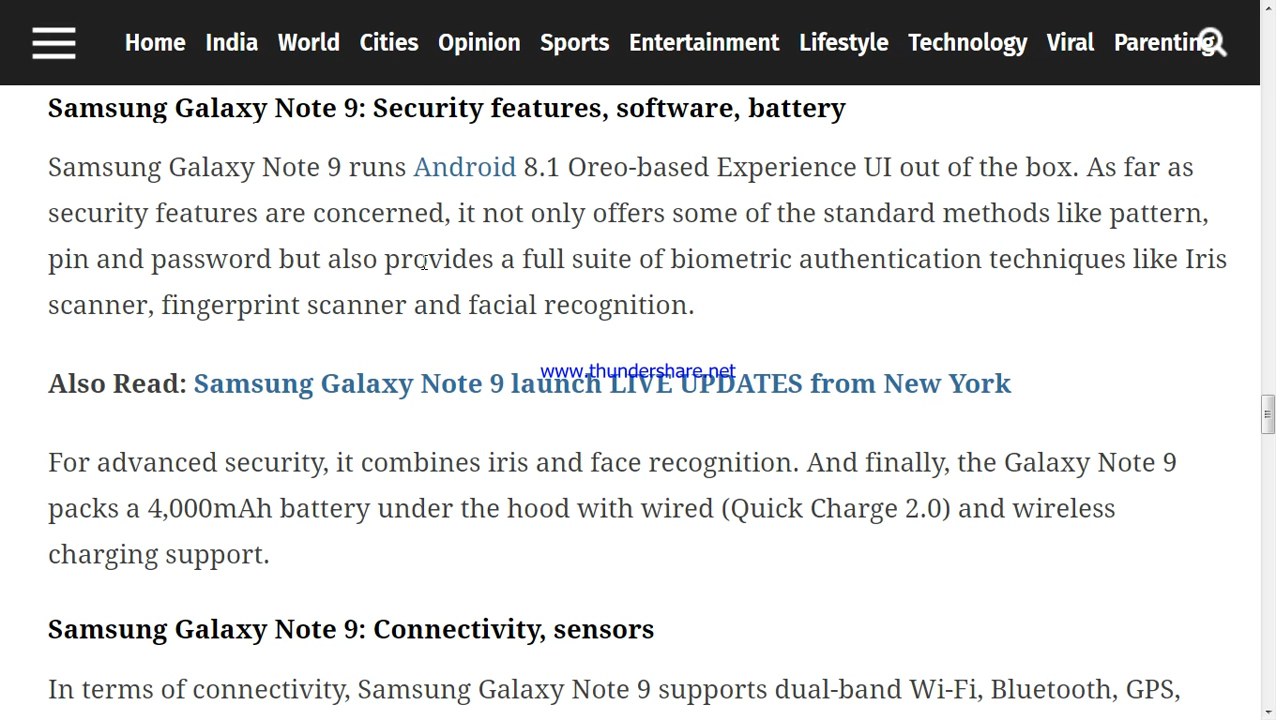 Home India World Cities Opinion Sports Entertainment Lifestyle Technology Viral Parenting
Samsung Galaxy Note 9: Security features, software, battery
Samsung Galaxy Note 9 runs Android 8.1 Oreo-based Experience UI out of the box. As far as
security features are concerned, it not only offers some of the standard methods like pattern,
pin and password but also provides a full suite of biometric authentication techniques like Iris
scanner, fingerprint scanner and facial recognition.
www.thundershare.net
Also Read: Samsung Galaxy Note 9 launch LIVE UPDATES from New York
For advanced security, it combines iris and face recognition. And finally, the Galaxy Note 9
packs a 4,000mAh battery under the hood with wired (Quick Charge 2.0) and wireless
charging support.
Samsung Galaxy Note 9: Connectivity, sensors
In terms of connectivity, Samsung Galaxy Note 9 supports dual-band Wi-Fi, Bluetooth, GPS,